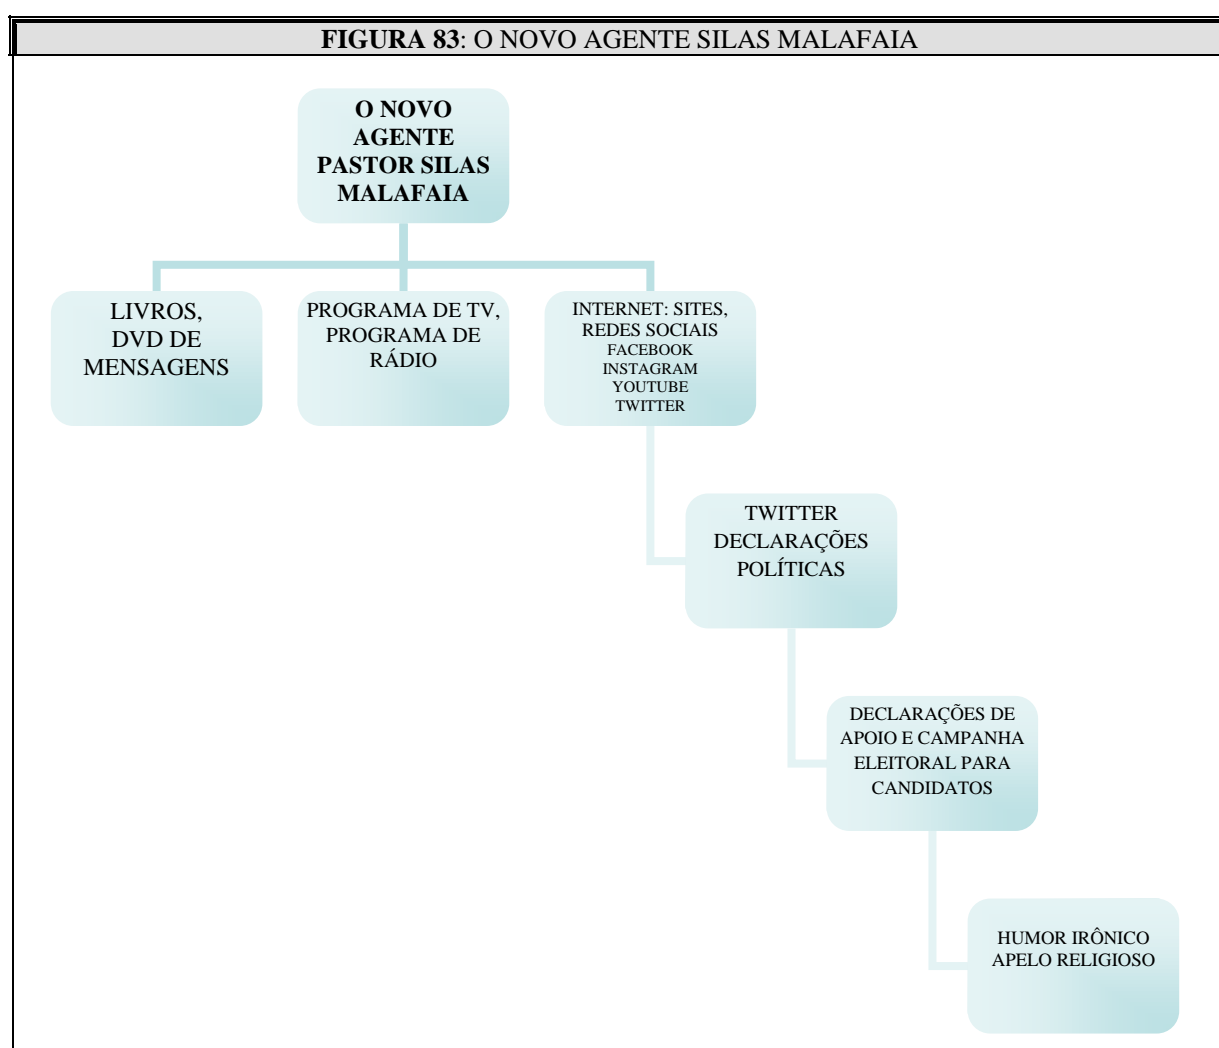 FIGURA 83: O NOVO AGENTE SILAS MALAFAIA
O NOVO
AGENTE
PASTOR SILAS
MALAFAIA
LIVROS,
DVD DE
MENSAGENS
PROGRAMA DE TV,
PROGRAMA DE
RÁDIO
INTERNET: SITES,
REDES SOCIAIS
FACEBOOK
INSTAGRAM
YOUTUBE
TWITTER
TWITTER
DECLARAÇÕES
POLÍTICAS
DECLARAÇÕES DE
APOIO E CAMPANHA
ELEITORAL PARA
CANDIDATOS
HUMOR IRÔNICO
APELO RELIGIOSO